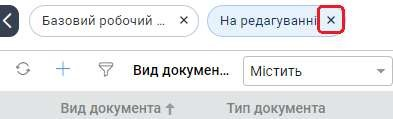 Базовий робочий ... На редагуванні
Вид докумен... Містить
Вид документа Тип документа